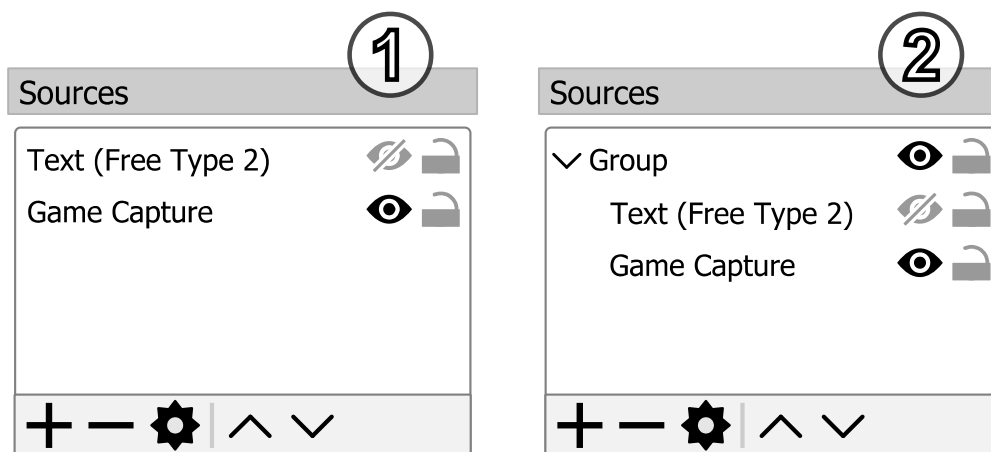 1
Sources
Text (Free Type 2)
Game Capture
2
Sources
Group
Text (Free Type 2)
Game Capture